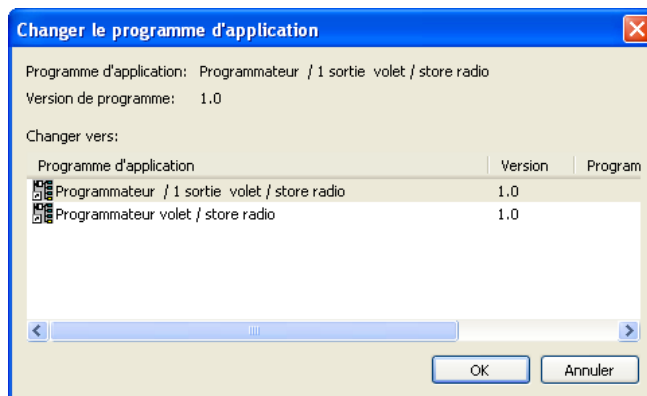 Changer le programme d'application
Programme d'application: Programmateur / 1 sortie volet / store radio
Version de programme: 1.0
Changer vers:
Programme d'application Version Program
Programmateur / 1 sortie volet / store radio 1.0
Programmateur volet / store radio 1.0
OK Annuler